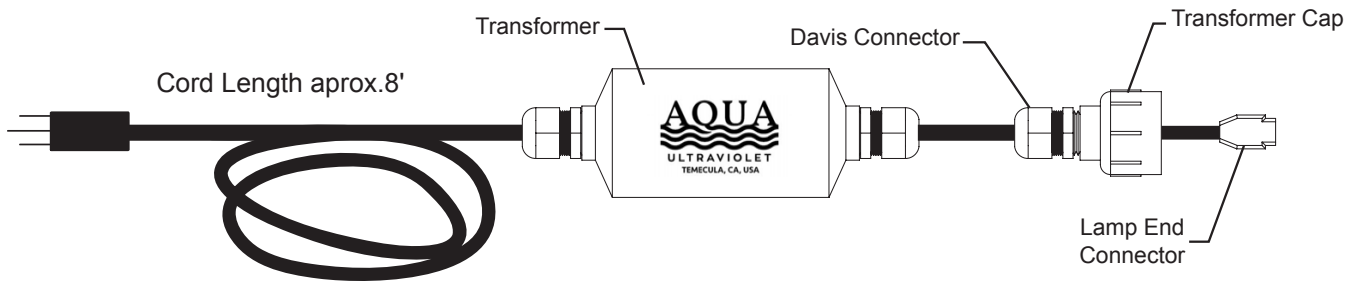 Transformer Cap
Transformer
Davis Connector
Cord Length aprox.8'
AQUA
ULTRAVIOLET
TEMECULA, CA, USA
Lamp End
Connector